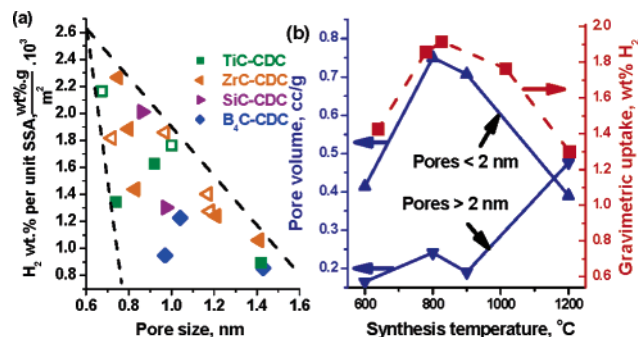 (a)
H2 wt.% per unit SSA, wt%.g/m2, .10^3
2.6
2.4
2.2
2.0
1.8
1.6
1.4
1.2
1.0
0.8
0.6 0.8 1.0 1.2 1.4 1.6
Pore size, nm
TiC-CDC
ZrC-CDC
SiC-CDC
B4C-CDC
(b)
Pore volume, cc/g
0.8
0.7
0.6
0.5
0.4
0.3
0.2
600 800 1000 1200
Synthesis temperature, °C
Pores < 2 nm
Pores > 2 nm
2.0
1.8
1.6
1.4
1.2
1.0
0.8
0.6
Gravimetric uptake, wt% H2